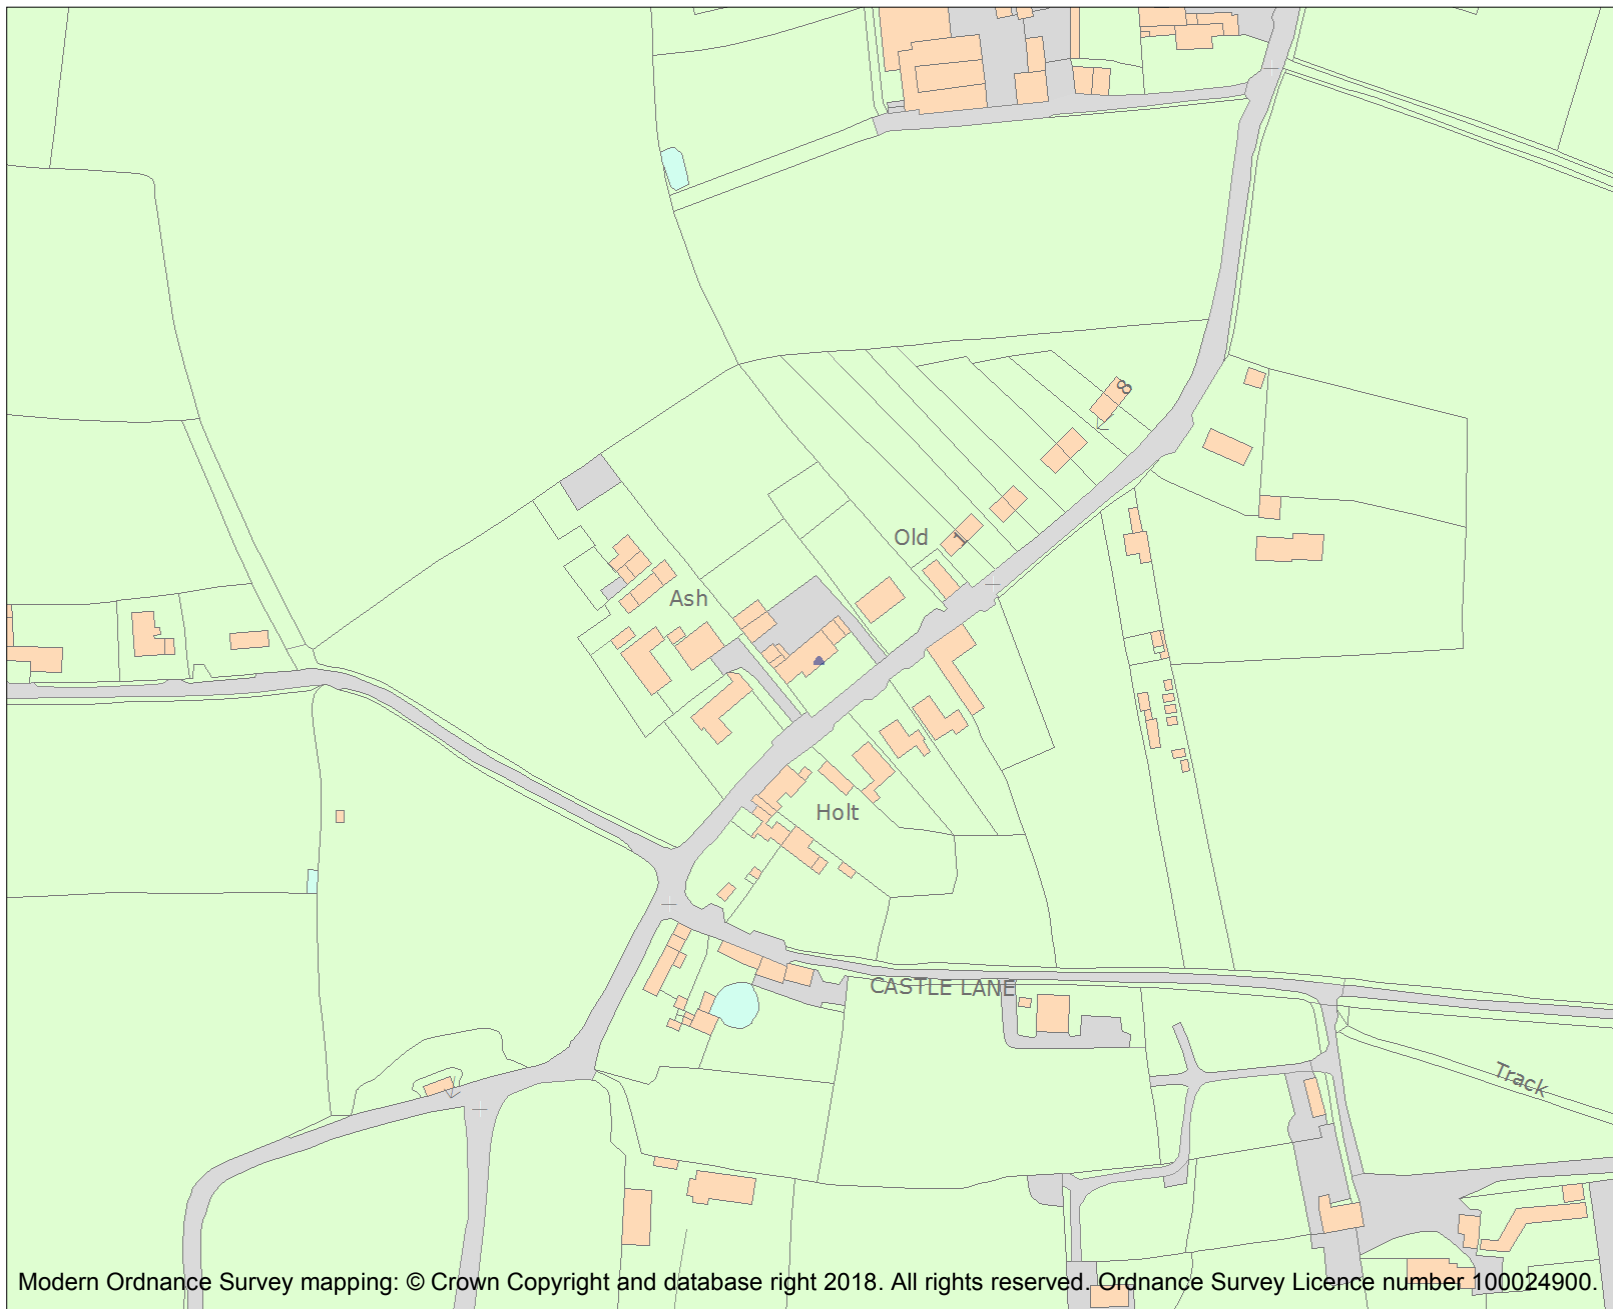 8
Old
1
Ash
Holt
CASTLE LANE
Track
Modern Ordnance Survey mapping: © Crown Copyright and database right 2018. All rights reserved. Ordnance Survey Licence number 100024900.